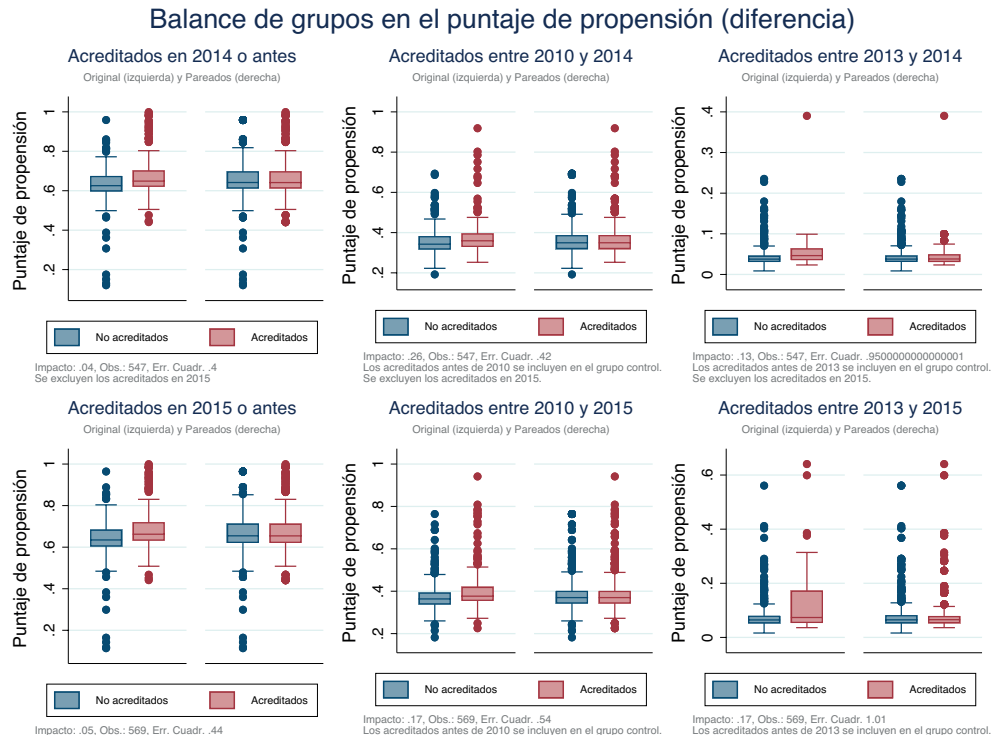 Balance de grupos en el puntaje de propensión (diferencia)
Acreditados en 2014 o antes
Original (izquierda) y Pareados (derecha)
Puntaje de propensión
1
.8
.6
.4
.2
No acreditados
Acreditados
Impacto: .04, Obs.: 547, Err. Cuadr. .4
Se excluyen los acreditados en 2015
Acreditados entre 2010 y 2014
Original (izquierda) y Pareados (derecha)
Puntaje de propensión
1
.8
.6
.4
.2
No acreditados
Acreditados
Impacto: .26, Obs.: 547, Err. Cuadr. .42
Los acreditados antes de 2010 se incluyen en el grupo control.
Se excluyen los acreditados en 2015.
Acreditados entre 2013 y 2014
Original (izquierda) y Pareados (derecha)
Puntaje de propensión
.4
.3
.2
.1
0
No acreditados
Acreditados
Impacto: .13, Obs.: 547, Err. Cuadr. .9500000000000001
Los acreditados antes de 2013 se incluyen en el grupo control.
Se excluyen los acreditados en 2015.
Acreditados en 2015 o antes
Original (izquierda) y Pareados (derecha)
Puntaje de propensión
1
.8
.6
.4
.2
No acreditados
Acreditados
Impacto: .05, Obs.: 569, Err. Cuadr. .44
Acreditados entre 2010 y 2015
Original (izquierda) y Pareados (derecha)
Puntaje de propensión
1
.8
.6
.4
.2
No acreditados
Acreditados
Impacto: .17, Obs.: 569, Err. Cuadr. .54
Los acreditados antes de 2010 se incluyen en el grupo control.
Acreditados entre 2013 y 2015
Original (izquierda) y Pareados (derecha)
Puntaje de propensión
.6
.4
.2
0
No acreditados
Acreditados
Impacto: .17, Obs.: 569, Err. Cuadr. 1.01
Los acreditados antes de 2013 se incluyen en el grupo control.